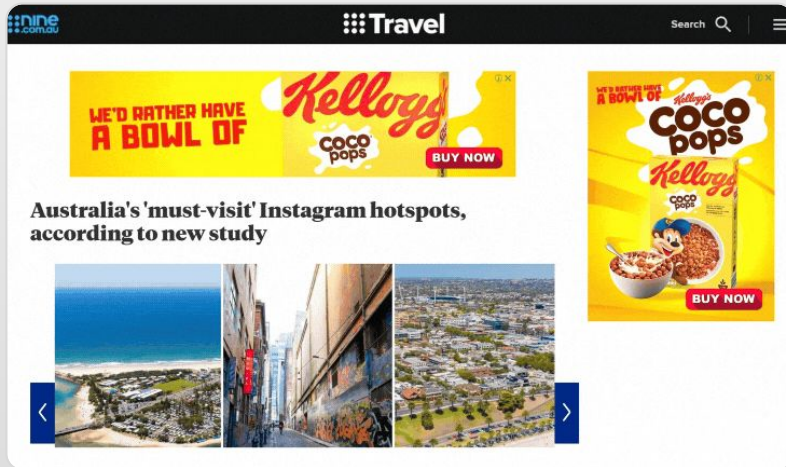 nine
.com.au
Travel
Search
WE'D RATHER HAVE
A BOWL OF
Kellogg
coco
pops
BUY NOW
WE'D RATHER HAVE
A BOWL OF
Kellogg's
COCO
pops
Kellogg
coco
pops
BUY NOW
Australia's 'must-visit' Instagram hotspots,
according to new study